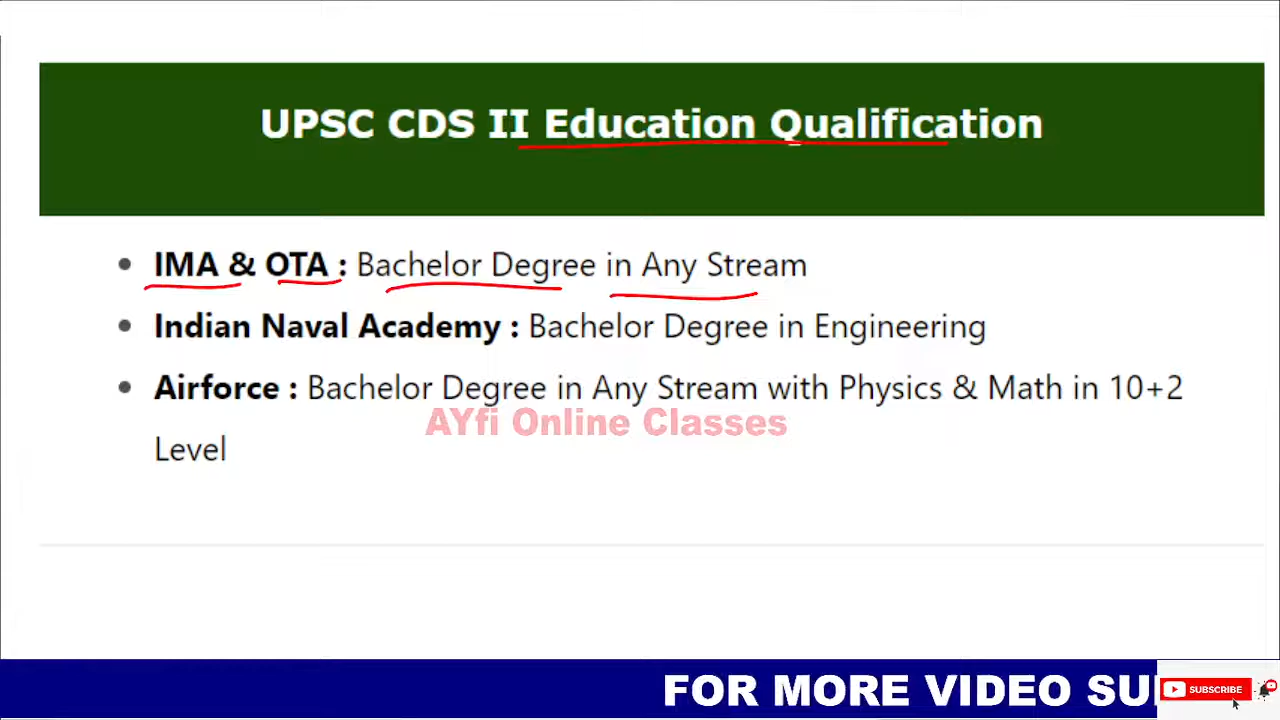 UPSC CDS II Education Qualification
IMA & OTA : Bachelor Degree in Any Stream
Indian Naval Academy : Bachelor Degree in Engineering
Airforce : Bachelor Degree in Any Stream with Physics & Math in 10+2
AYfi Online Classes
Level
FOR MORE VIDEO SU
SUBSCRIBE